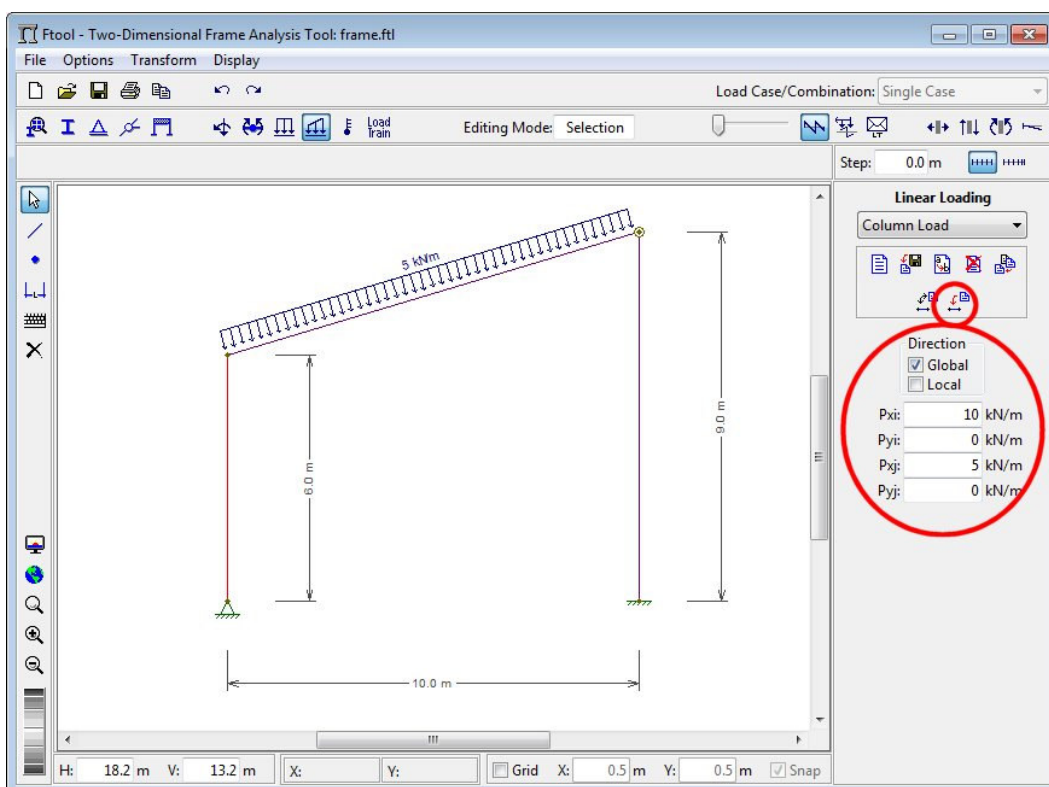 Ftool - Two-Dimensional Frame Analysis Tool: frame.ftl
File Options Transform Display
Load Case/Combination: Single Case
Load Train Editing Mode: Selection LT
Step: 0.0 m
Linear Loading
Column Load
Direction
Global
Local
Pxi: 10 kN/m
Pyi: 0 kN/m
Pxj: 5 kN/m
Pyj: 0 kN/m
5 kN/m
6.0 m
9.0 m
10.0 m
H: 18.2 m V: 13.2 m X: Y: Grid X: 0.5 m Y: 0.5 m Snap